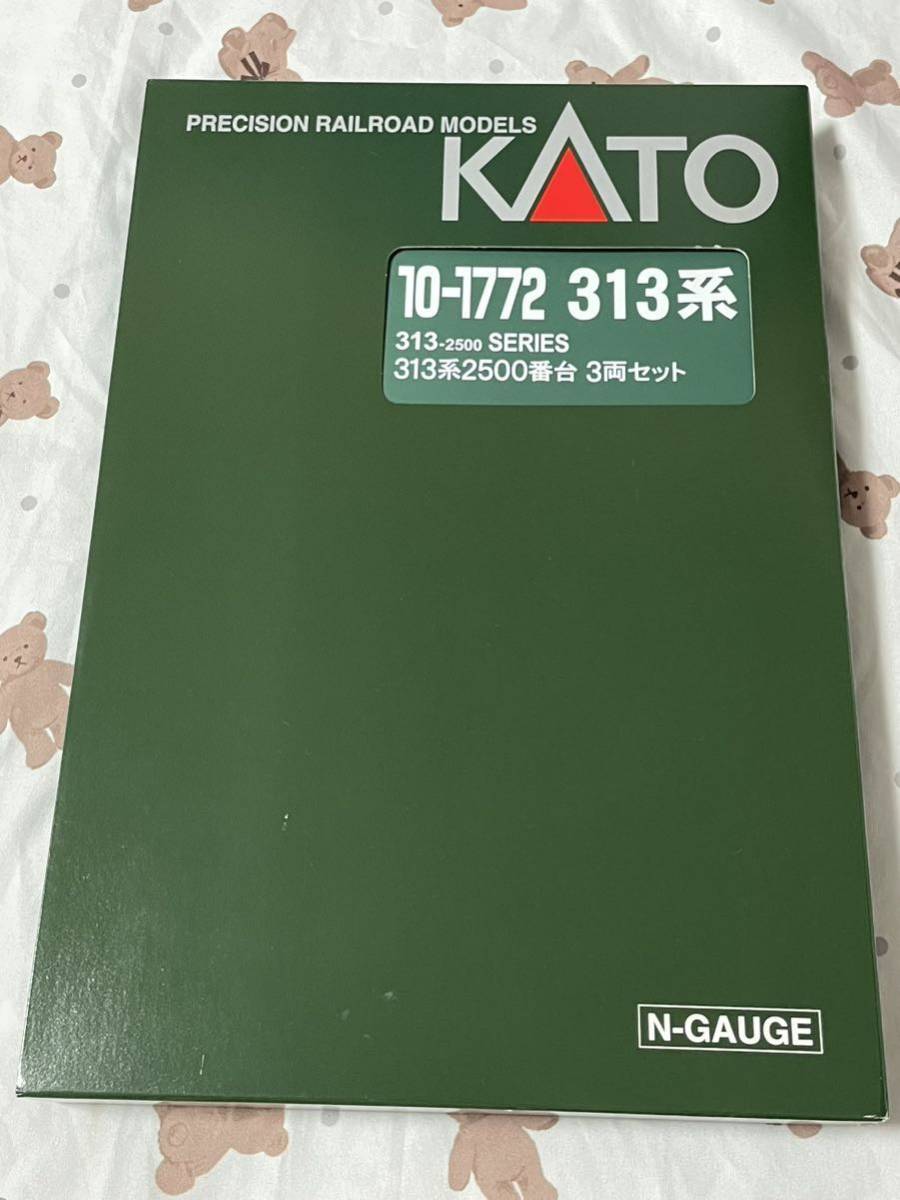 PRECISION RAILROAD MODELS
KATO
10-1772 313系
313-2500 SERIES
313系2500番台 3両セット
N-GAUGE